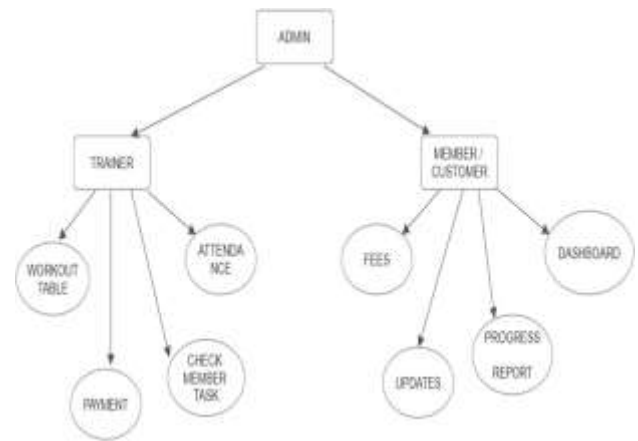 ADMIN
TRAINER
MEMBER /
CUSTOMER
WORKOUT
TABLE
ATTENDA
NCE
FEES
DASHBOARD
PAYMENT
CHECK
MEMBER
TASK
UPDATES
PROGRESS
REPORT